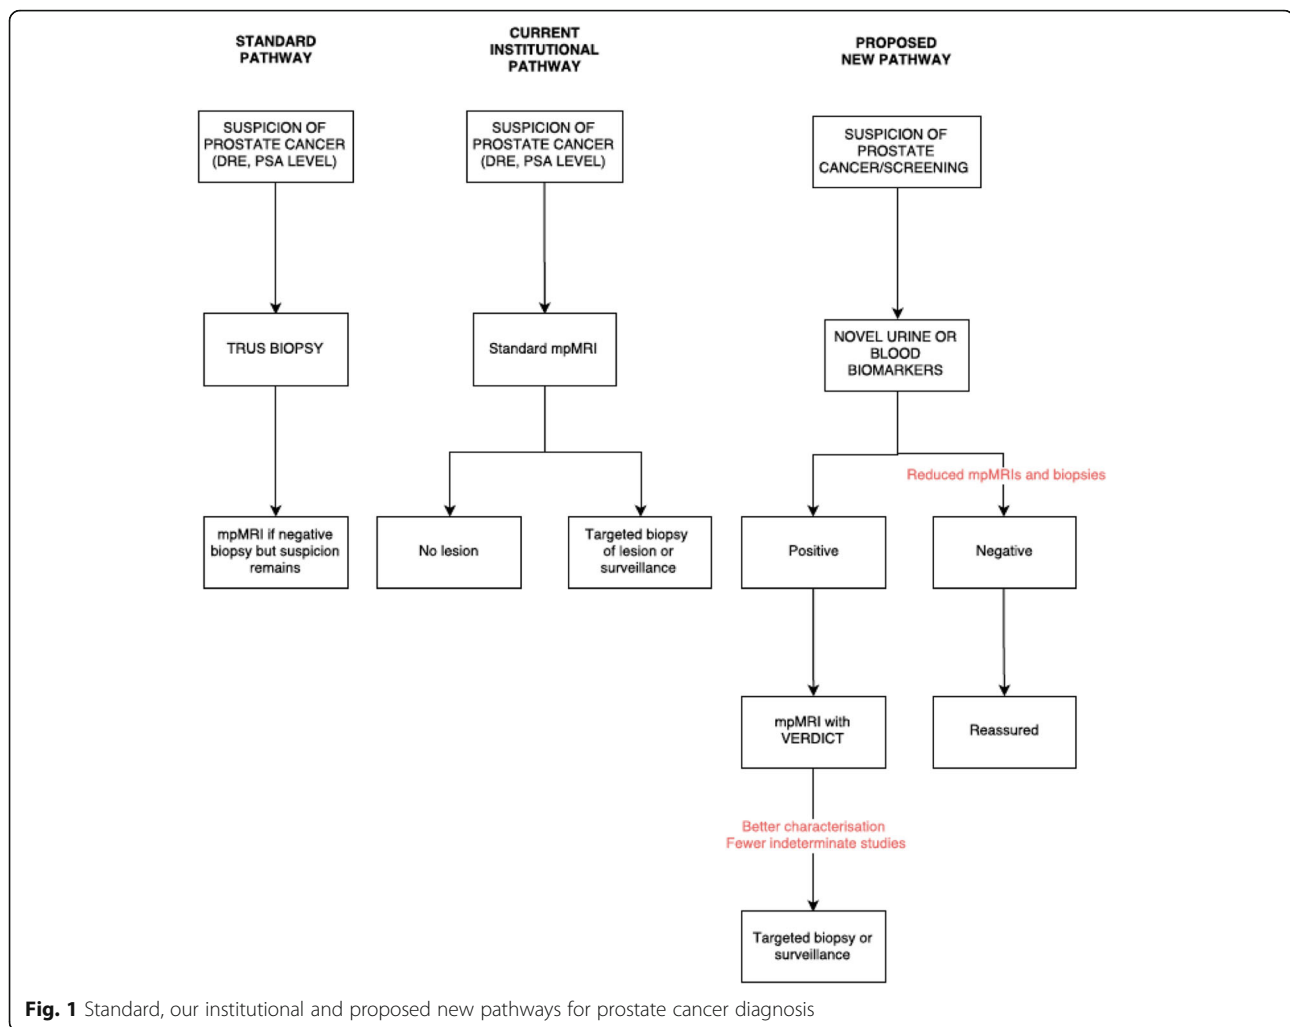 STANDARD
PATHWAY
CURRENT
INSTITUTIONAL
PATHWAY
PROPOSED
NEW PATHWAY
SUSPICION OF
PROSTATE CANCER
(DRE, PSA LEVEL)
SUSPICION OF
PROSTATE CANCER
(DRE, PSA LEVEL)
SUSPICION OF
PROSTATE
CANCER/SCREENING
TRUS BIOPSY
Standard mpMRI
NOVEL URINE OR
BLOOD
BIOMARKERS
Reduced mpMRIs and biopsies
mpMRI if negative
biopsy but suspicion
remains
No lesion
Targeted biopsy
of lesion or
surveillance
Positive
Negative
mpMRI with
VERDICT
Reassured
Better characterisation
Fewer indeterminate studies
Targeted biopsy or
surveillance
Fig. 1 Standard, our institutional and proposed new pathways for prostate cancer diagnosis